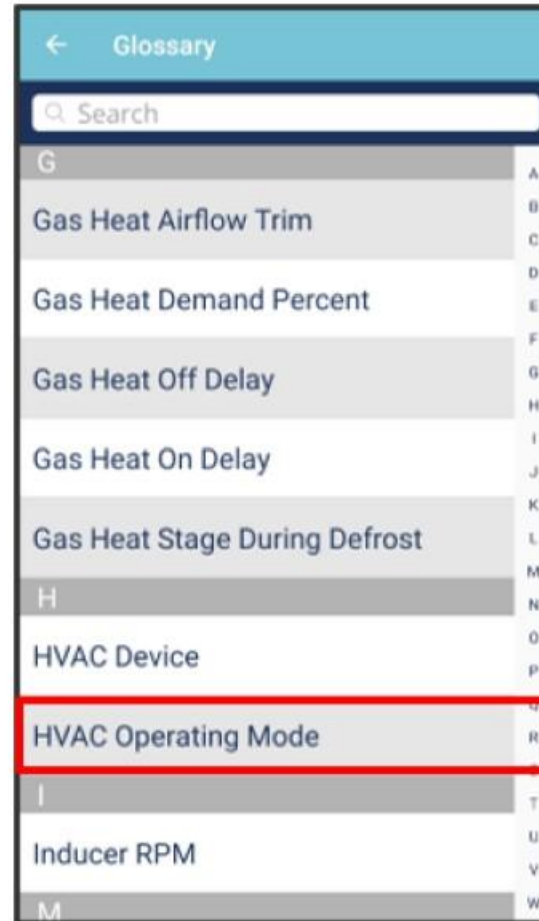 ← Glossary
Search
G
Gas Heat Airflow Trim
Gas Heat Demand Percent
Gas Heat Off Delay
Gas Heat On Delay
Gas Heat Stage During Defrost
H
HVAC Device
HVAC Operating Mode
I
Inducer RPM
M
A
B
C
D
E
F
G
H
I
J
K
L
M
N
O
P
Q
R
T
U
V
W